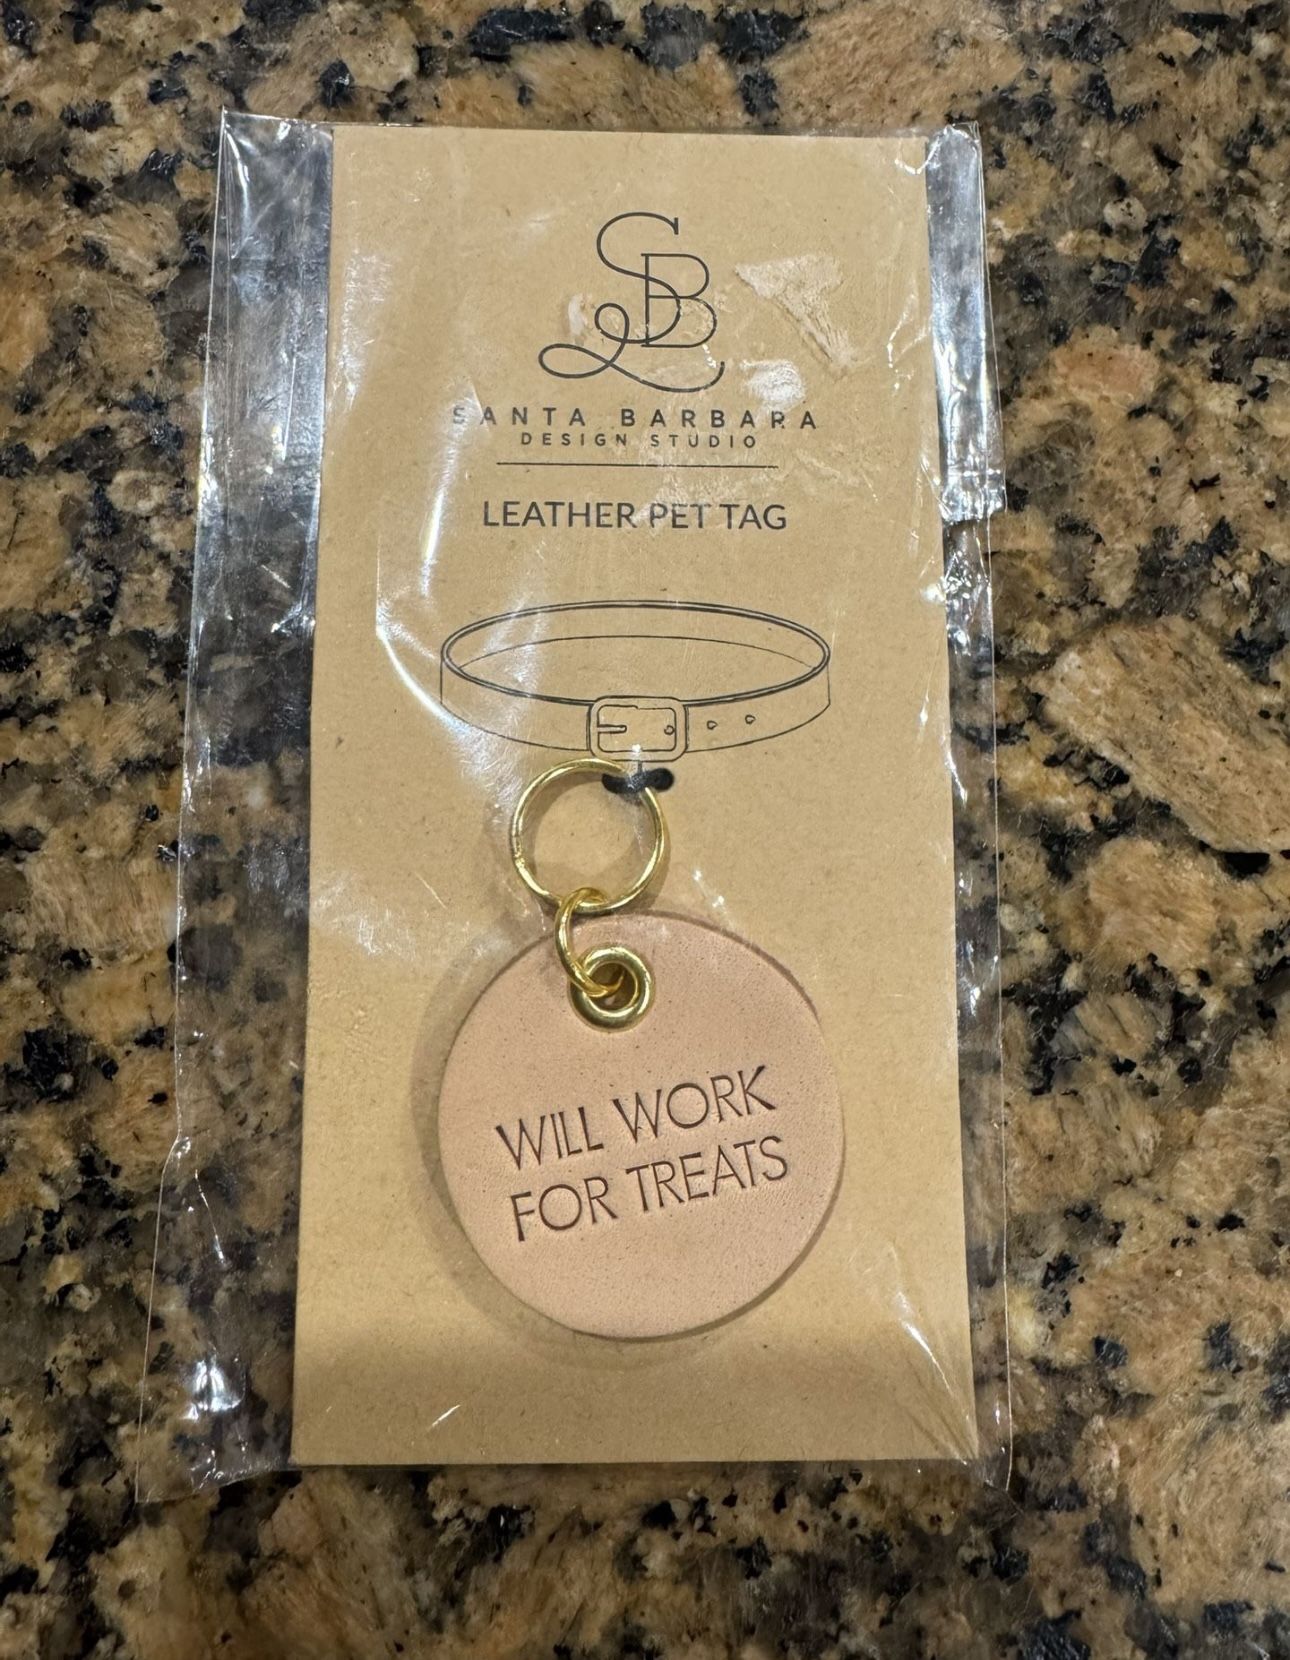 SB
SANTA BARBARA
DESIGN STUDIO
LEATHER PET TAG
WILL WORK
FOR TREATS